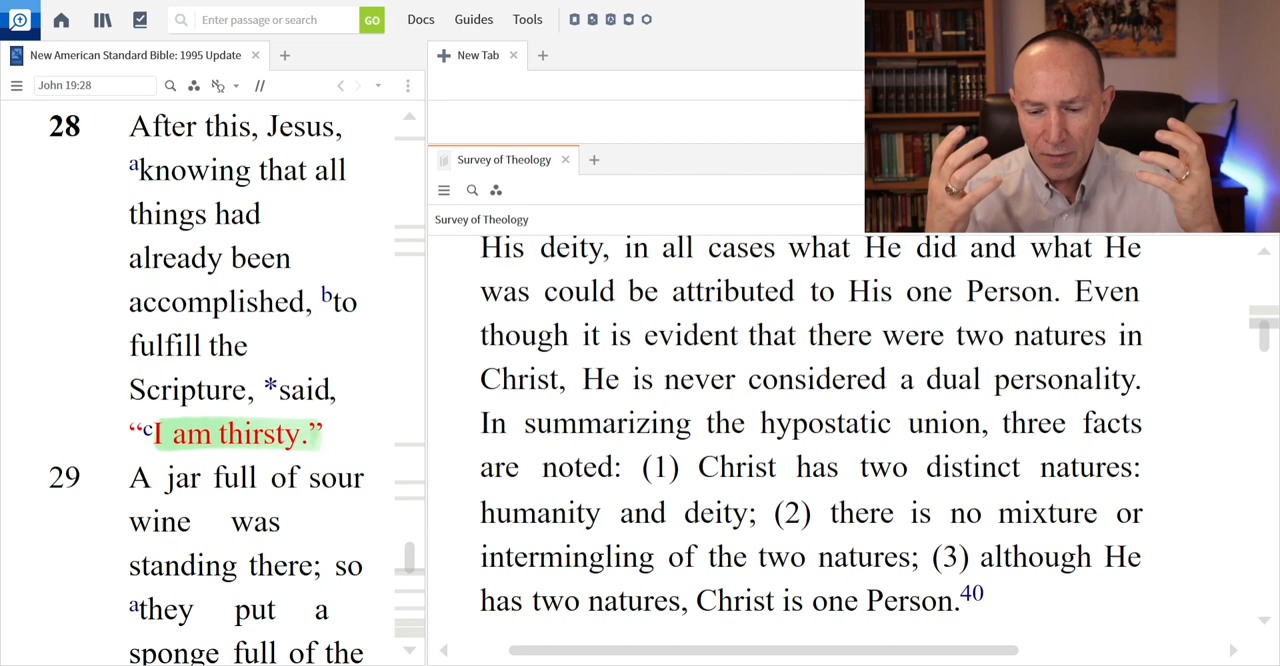 Enter passage or search
GO
Docs
Guides
Tools
New American Standard Bible: 1995 Update
New Tab
John 19:28
28 After this, Jesus,
aknowing that all
things had
already been
accomplished, bto
fulfill the
Scripture, *said,
“cI am thirsty.”
29 A jar full of sour
wine was
standing there; so
athey put a
sponge full of the
Survey of Theology
Survey of Theology
His deity, in all cases what He did and what He
was could be attributed to His one Person. Even
though it is evident that there were two natures in
Christ, He is never considered a dual personality.
In summarizing the hypostatic union, three facts
are noted: (1) Christ has two distinct natures:
humanity and deity; (2) there is no mixture or
intermingling of the two natures; (3) although He
has two natures, Christ is one Person.40